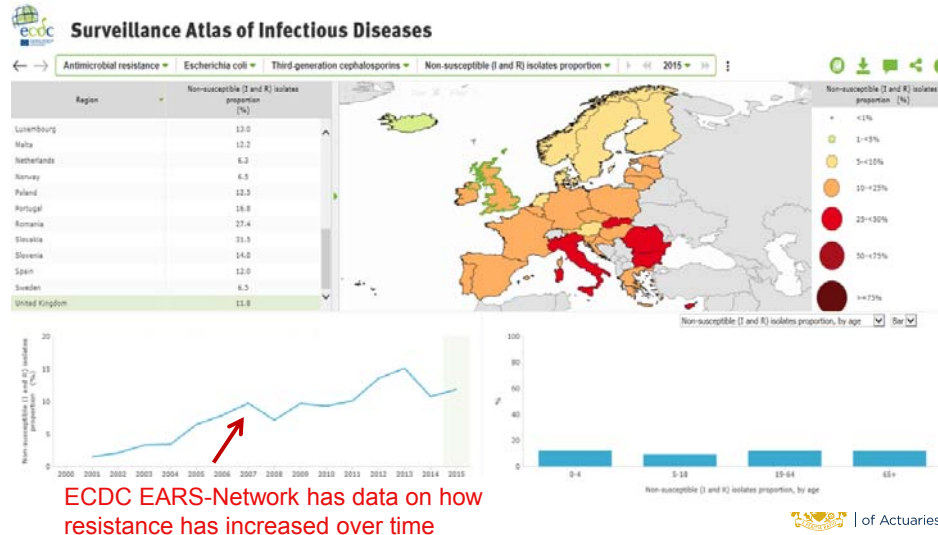 ecdc
Surveillance Atlas of Infectious Diseases
Antimicrobial resistance
Escherichia coli
Third-generation cephalosporins
Non-susceptible (I and R) isolates proportion
2015
Region
Non-susceptible (I and R) isolates
proportion
(%)
Luxembourg 13.0
Malta 12.2
Netherlands 6.3
Norway 6.5
Poland 12.5
Portugal 16.8
Romania 27.4
Slovakia 31.5
Slovenia 14.0
Spain 12.0
Sweden 6.5
United Kingdom 11.8
Non-susceptible (I and R) isolates
proportion (%)
<1%
1-<5%
5-<10%
10-<25%
25-<50%
50-<75%
>=75%
Non-susceptible (I and R) isolates
proportion (%)
20
15
10
5
0
2000 2001 2002 2003 2004 2005 2006 2007 2008 2009 2010 2011 2012 2013 2014 2015
Non-susceptible (I and R) isolates proportion, by age
Bar
%
100
80
60
40
20
0
0-4 5-18 19-64 65+
Non-susceptible (I and R) isolates proportion, by age
ECDC EARS-Network has data on how
resistance has increased over time
of Actuaries